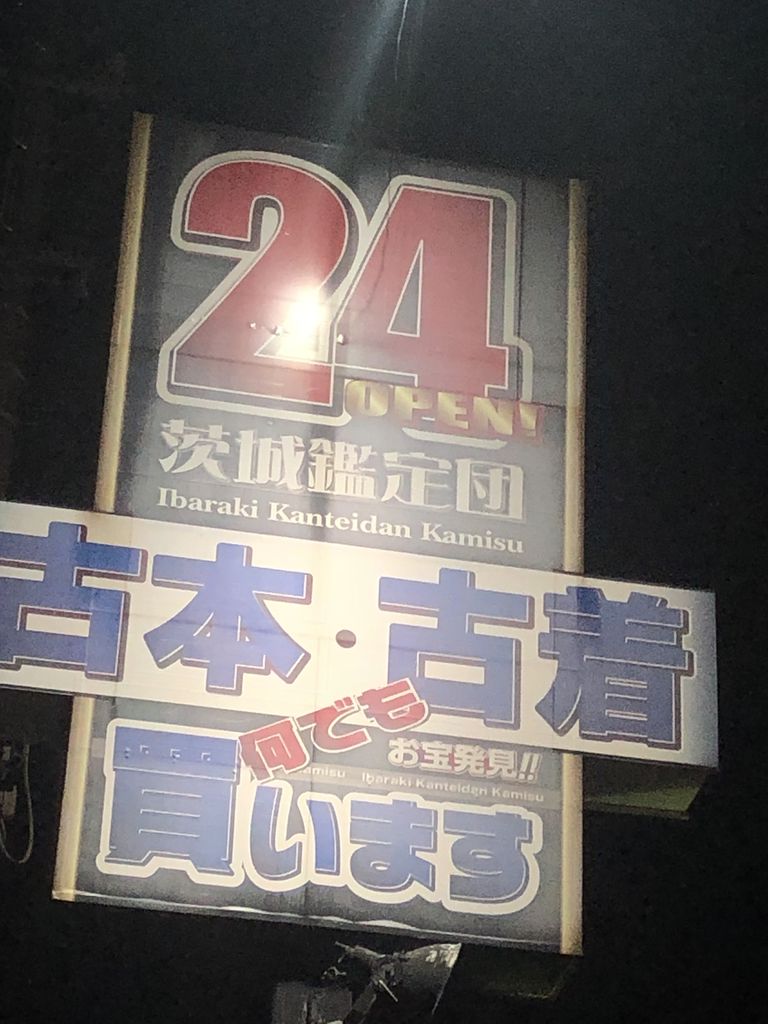 24
OPEN!
茨城鑑定団
Ibaraki Kanteidan Kamisu
古本・古着
何でも
お宝発見!!
amisu Ibaraki Kanteidan Kamisu
買います